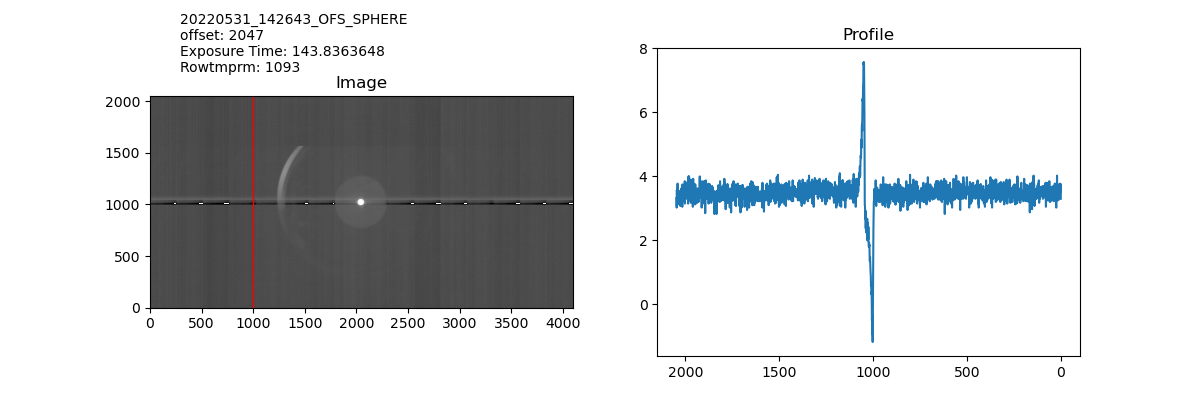 20220531_142643_OFS_SPHERE
offset: 2047
Exposure Time: 143.8363648
Rowtmprm: 1093
Image
2000
1500
1000
500
0
0 500 1000 1500 2000 2500 3000 3500 4000
Profile
8
6
4
2
0
2000 1500 1000 500 0